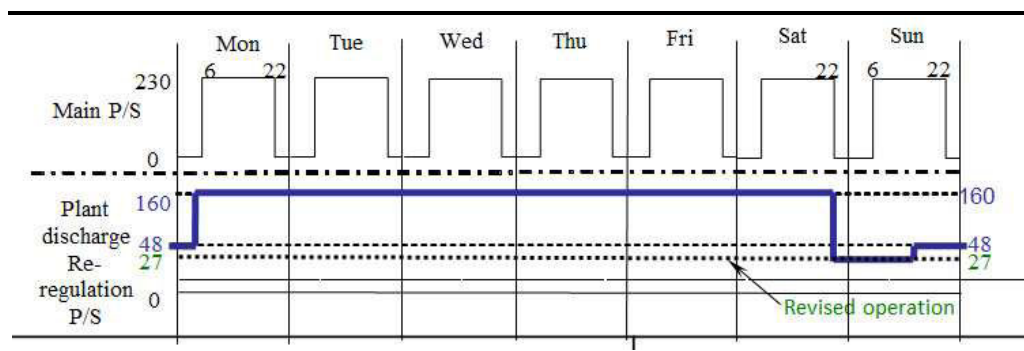 Mon Tue Wed Thu Fri Sat Sun
6 22 22 6 22
230
Main P/S
0
160 160
Plant
discharge
48 48
27 27
Re-
regulation
0
P/S
Revised operation